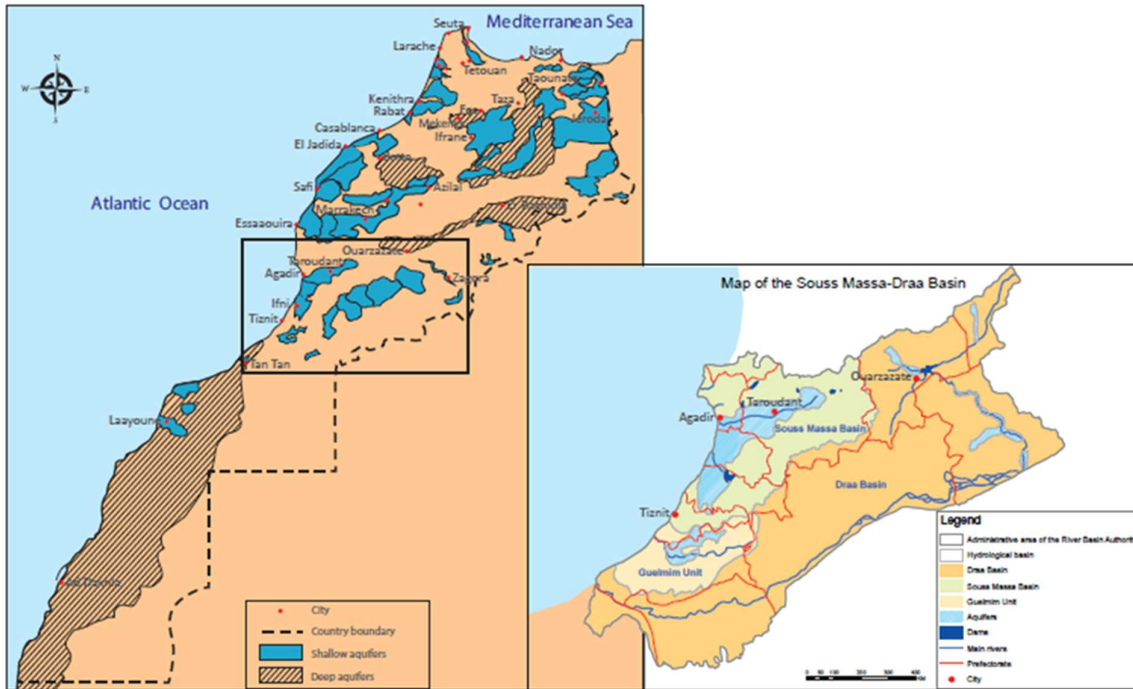 Mediterranean Sea
Seuta
Larache
Nador
Tetouan
Taounate
Kenithra
Taza
Rabat
Fes
Jeroda
Casablanca
Ifrane
El Jadida
Safi
Azilal
Atlantic Ocean
Marrakech
Essaaouira
Ouarzazate
Taroudant
Agadir
Zagora
Ifni
Tiznit
Tan Tan
Laayoune
City
Country boundary
Shallow aquifers
Deep aquifers
N
W
E
S
Map of the Souss Massa-Draa Basin
Ouarzazate
Taroudant
Agadir
Souss Massa Basin
Draa Basin
Tiznit
Guelmim Unit
Legend
Administrative area of the River Basin Authorit
Hydrological basin
Draa Basin
Souss Massa Basin
Guelmim Unit
Aquifers
Dams
Main rivers
Prefectorate
City